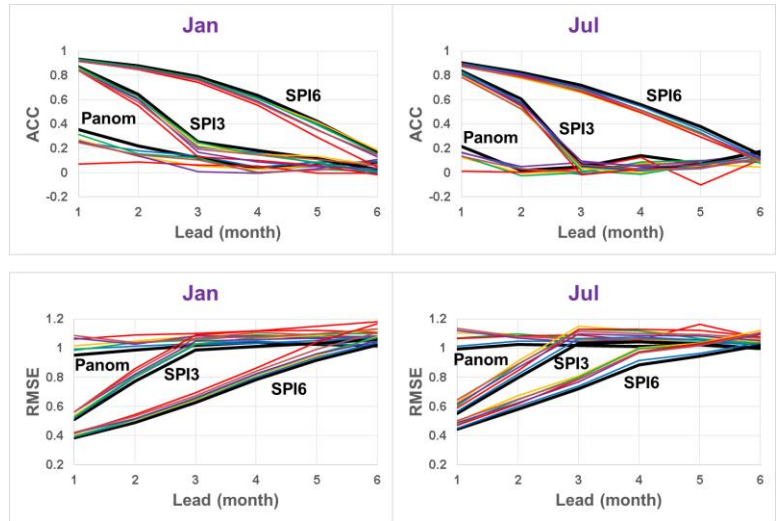 Jan
Jul
1
0.8
0.6
0.4
0.2
0
-0.2
ACC
Panom
SPI3
SPI6
1 2 3 4 5 6
Lead (month)
1
0.8
0.6
0.4
0.2
0
-0.2
ACC
Panom
SPI3
SPI6
1 2 3 4 5 6
Lead (month)
Jan
Jul
1.2
1
0.8
0.6
0.4
0.2
RMSE
Panom
SPI3
SPI6
1 2 3 4 5 6
Lead (month)
1.2
1
0.8
0.6
0.4
0.2
RMSE
Panom
SPI3
SPI6
1 2 3 4 5 6
Lead (month)